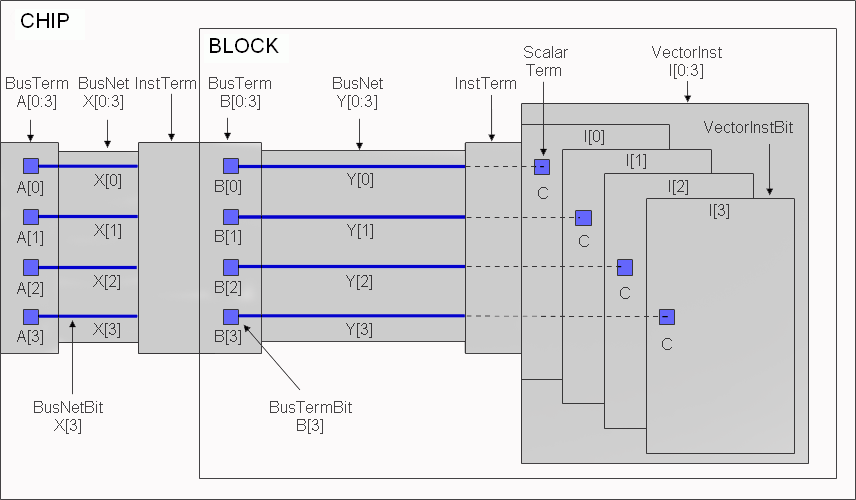 CHIP
BLOCK
BusTerm
A[0:3]
BusNet
X[0:3]
InstTerm
BusTerm
B[0:3]
BusNet
Y[0:3]
InstTerm
Scalar
Term
VectorInst
I[0:3]
VectorInstBit
I[0]
I[1]
I[2]
I[3]
A[0]
X[0]
B[0]
Y[0]
C
A[1]
X[1]
B[1]
Y[1]
C
A[2]
X[2]
B[2]
Y[2]
C
A[3]
X[3]
B[3]
Y[3]
C
BusNetBit
X[3]
BusTermBit
B[3]